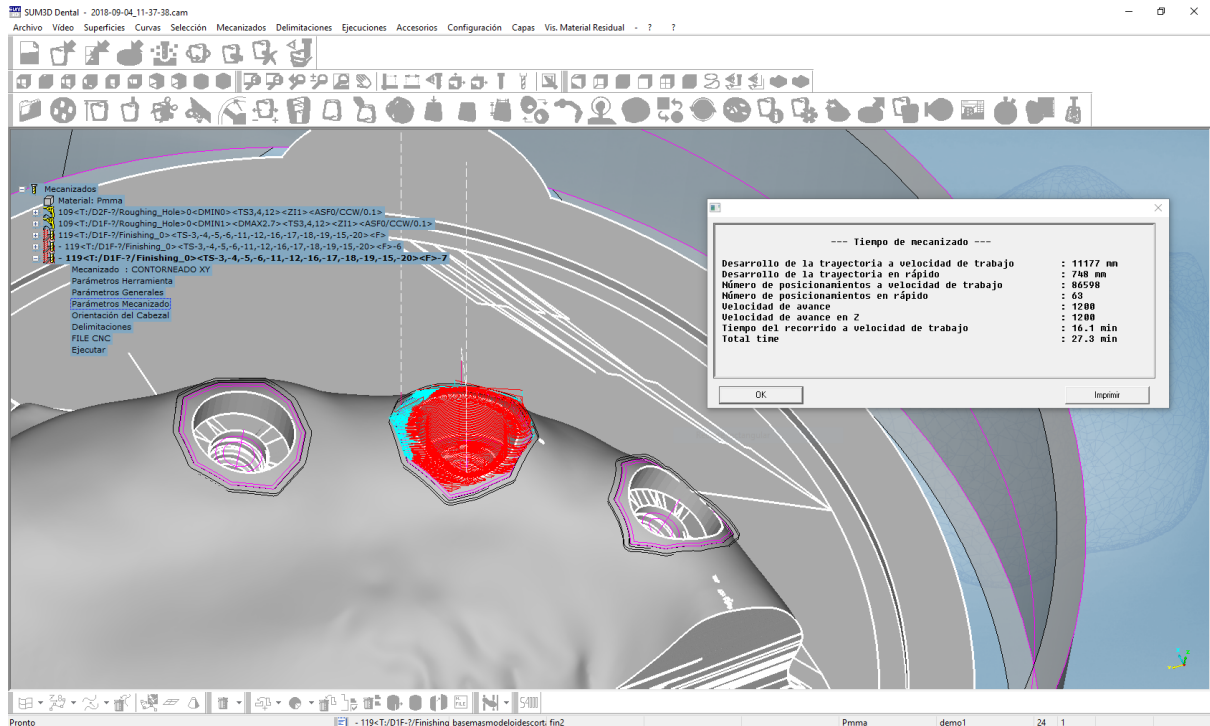 SUM3D Dental - 2018-09-04_11-37-38.cam
Archivo Vídeo Superficies Curvas Selección Mecanizados Delimitaciones Ejecuciones Accesorios Configuración Capas Vis. Material Residual - ? ?
Mecanizados
Material: Pmma
109<T:/D2F-?/Roughing_Hole>0<DMIN0><TS3,4,12><ZI1><ASF0/CCW/0.1>
109<T:/D2F-?/Roughing_Hole>0<DMIN1><DMAX2.7><TS3,4,12><ZI1><ASF0/CCW/0.1>
119<T:/D1F-?/Finishing_0><TS-3,-4,-5,-6,-11,-12,-16,-17,-18,-19,-15,-20><F>
- 119<T:/D1F-?/Finishing_0><TS-3,-4,-5,-6,-11,-12,-16,-17,-18,-19,-15,-20><F>-6
- 119<T:/D1F-?/Finishing_0><TS-3,-4,-5,-6,-11,-12,-16,-17,-18,-19,-15,-20><F>-7
Mecanizado : CONTORNEADO XY
Parámetros Herramienta
Parámetros Generales
Parámetros Mecanizado
Orientación del Cabezal
Delimitaciones
FILE CNC
Ejecutar
--- Tiempo de mecanizado ---
Desarrollo de la trayectoria a velocidad de trabajo : 11177 mm
Desarrollo de la trayectoria en rápido : 748 mm
Número de posicionamientos a velocidad de trabajo : 86598
Número de posicionamientos en rápido : 63
Velocidad de avance : 1200
Velocidad de avance en Z : 1200
Tiempo del recorrido a velocidad de trabajo : 16.1 min
Total time : 27.3 min
OK Imprimir
Pronto - 119<T:/D1F-?/Finishing basemasmodeloidescort: fin2 Pmma demo1 24 1